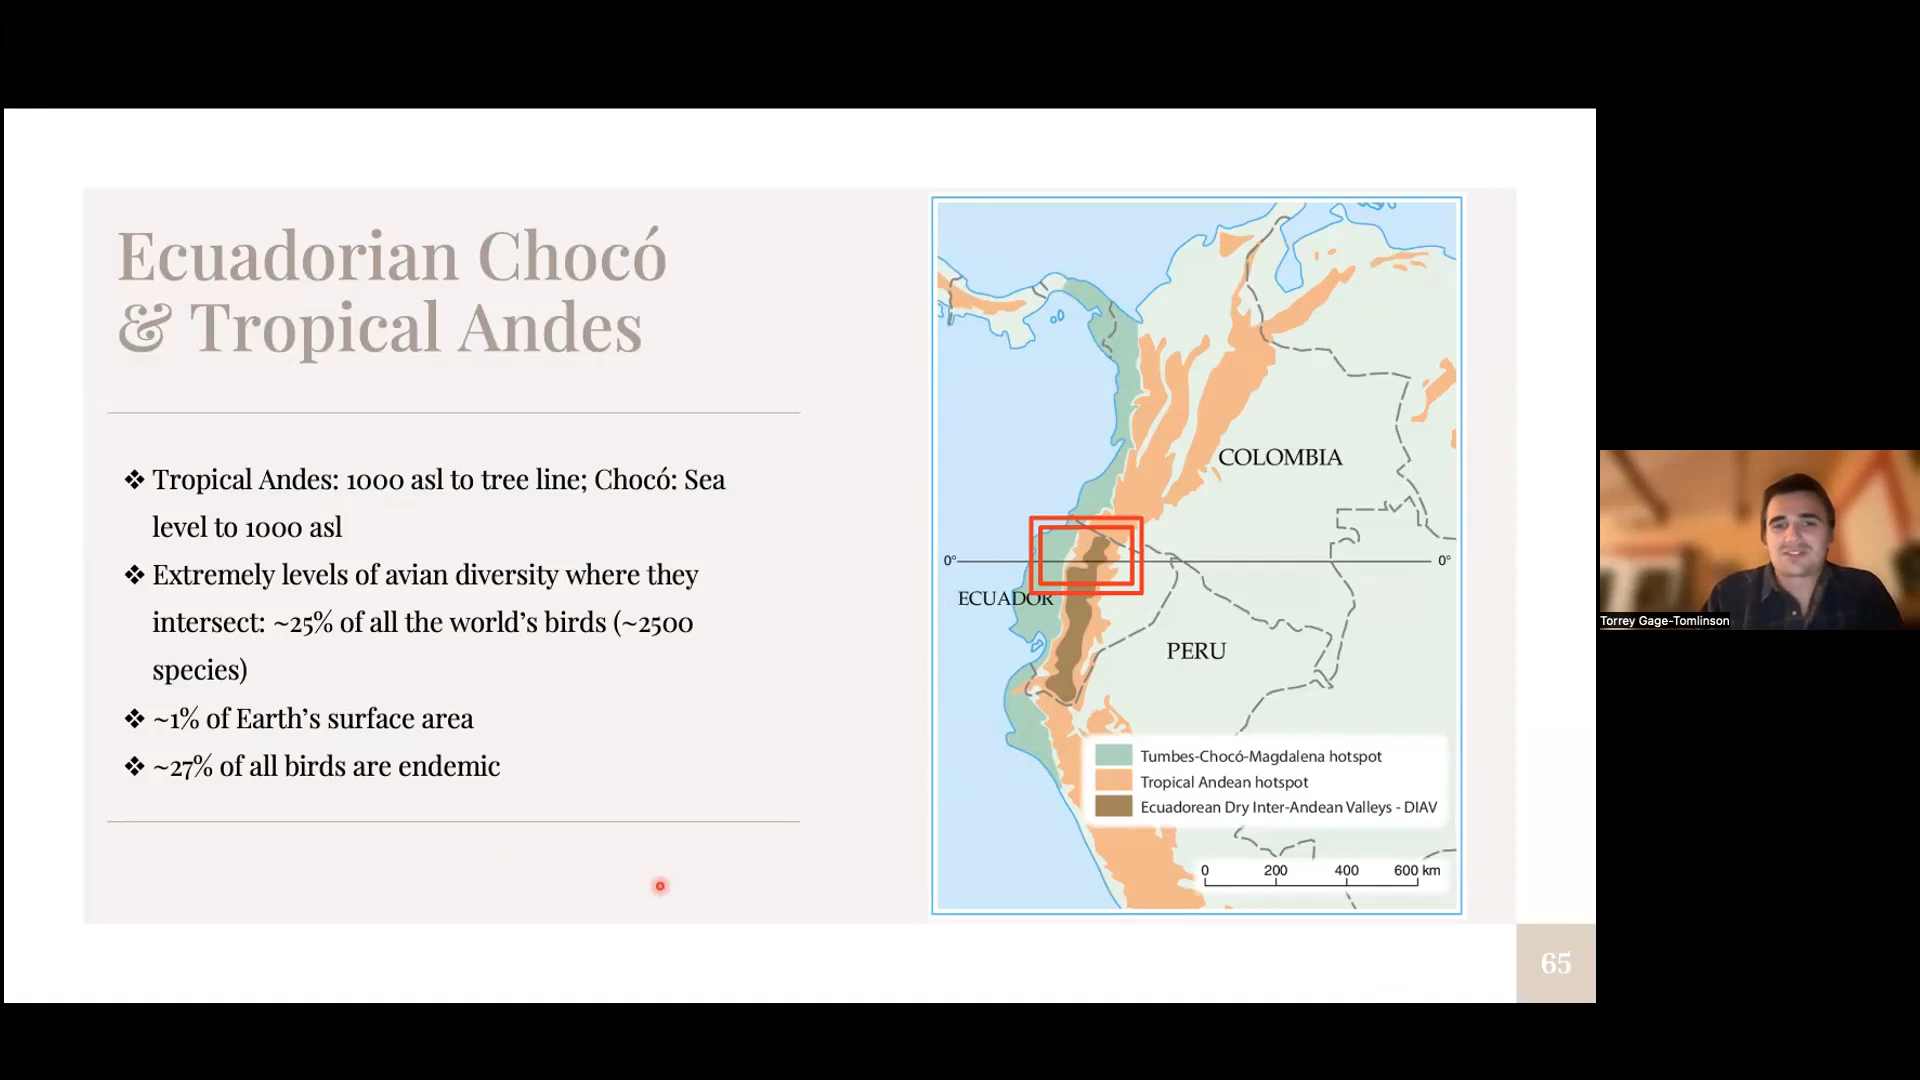 Ecuadorian Chocó
& Tropical Andes
❖ Tropical Andes: 1000 asl to tree line; Chocó: Sea
level to 1000 asl
❖ Extremely levels of avian diversity where they
intersect: ~25% of all the world's birds (~2500
species)
❖ ~1% of Earth's surface area
❖ ~27% of all birds are endemic
COLOMBIA
0°
0°
ECUADOR
PERU
Tumbes-Chocó-Magdalena hotspot
Tropical Andean hotspot
Ecuadorean Dry Inter-Andean Valleys - DIAV
0 200 400 600 km
65
Torrey Gage-Tomlinson